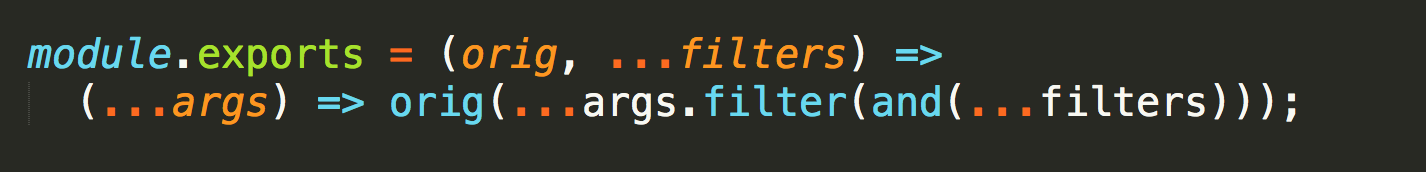 module.exports = (orig, ...filters) =>
  (...args) => orig(...args.filter(and(...filters)));